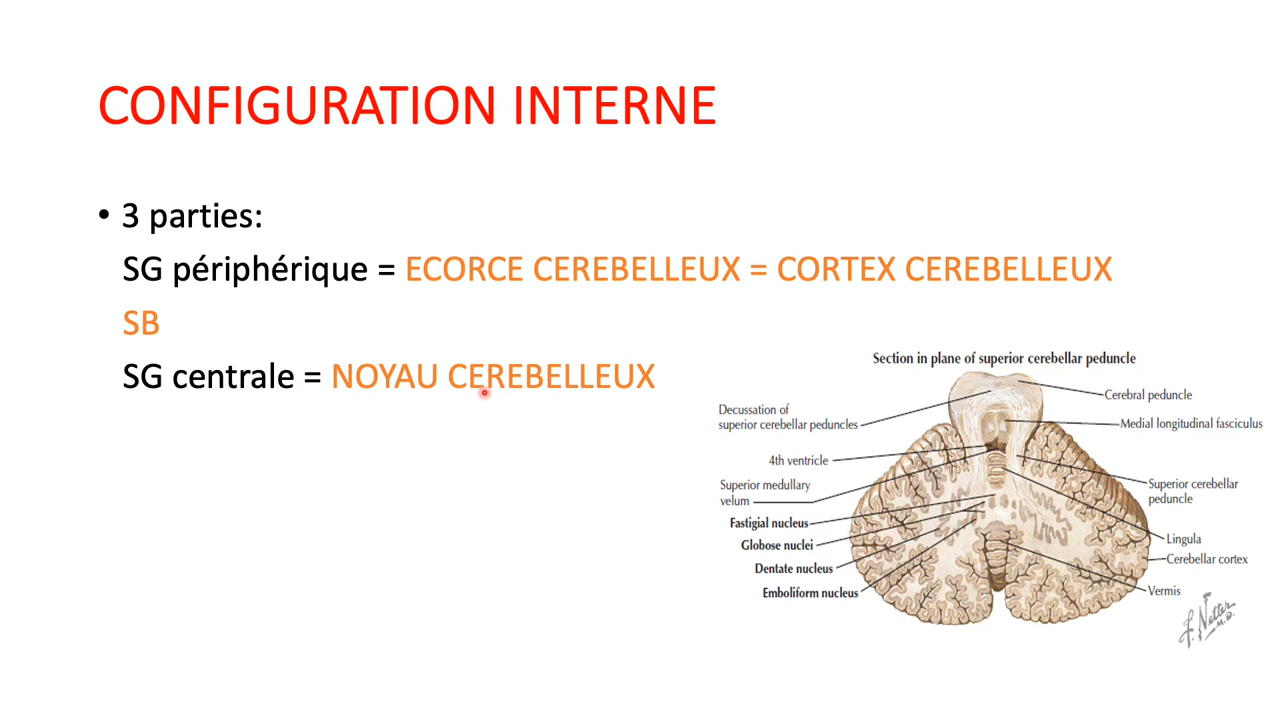 CONFIGURATION INTERNE
• 3 parties:
SG périphérique = ECORCE CEREBELLEUX = CORTEX CEREBELLEUX
SB
SG centrale = NOYAU CEREBELLEUX
Section in plane of superior cerebellar peduncle
Decussation of
superior cerebellar peduncles
4th ventricle
Superior medullary
velum
Fastigial nucleus
Globose nuclei
Dentate nucleus
Emboliform nucleus
Cerebral peduncle
Medial longitudinal fasciculus
Superior cerebellar
peduncle
Lingula
Cerebellar cortex
Vermis
F. Netter
M.D.